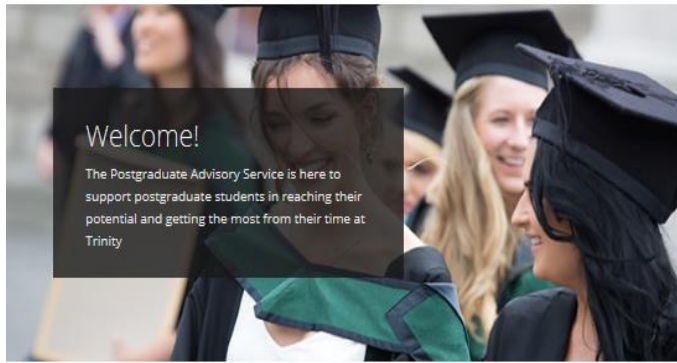 Welcome!
The Postgraduate Advisory Service is here to
support postgraduate students in reaching their
potential and getting the most from their time at
Trinity